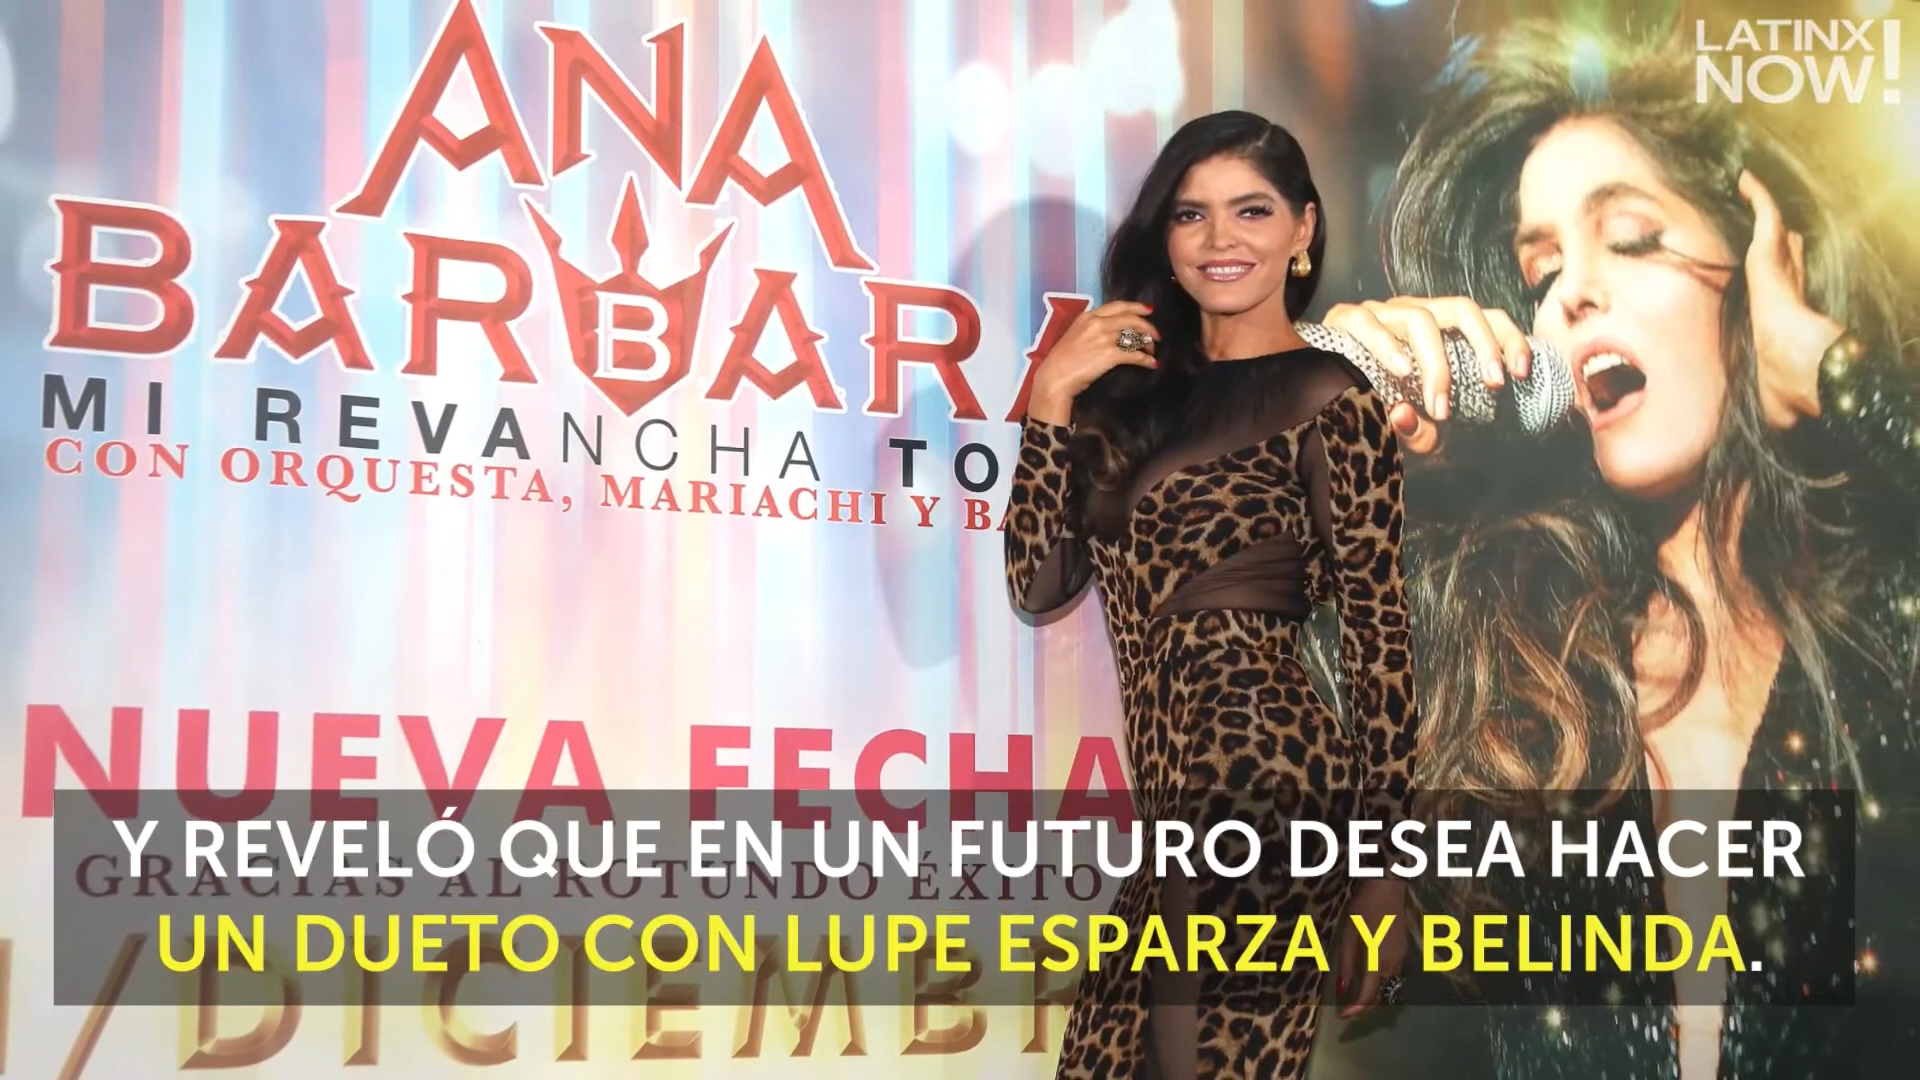 LATINX
NOW!
ANA
BARBARA
B
MI REVANCHA TO
CON ORQUESTA, MARIACHI Y BA
NUEVA FECHA
GRACIAS AL ROTUNDO ÉXITO
Y REVELÓ QUE EN UN FUTURO DESEA HACER
UN DUETO CON LUPE ESPARZA Y BELINDA.
/DICIEMBR